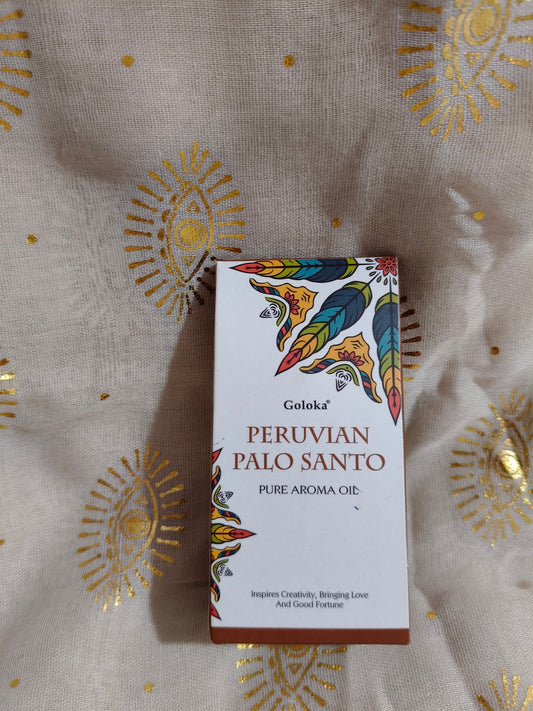 Goloka®
PERUVIAN
PALO SANTO
PURE AROMA OIL
Inspires Creativity, Bringing Love
And Good Fortune